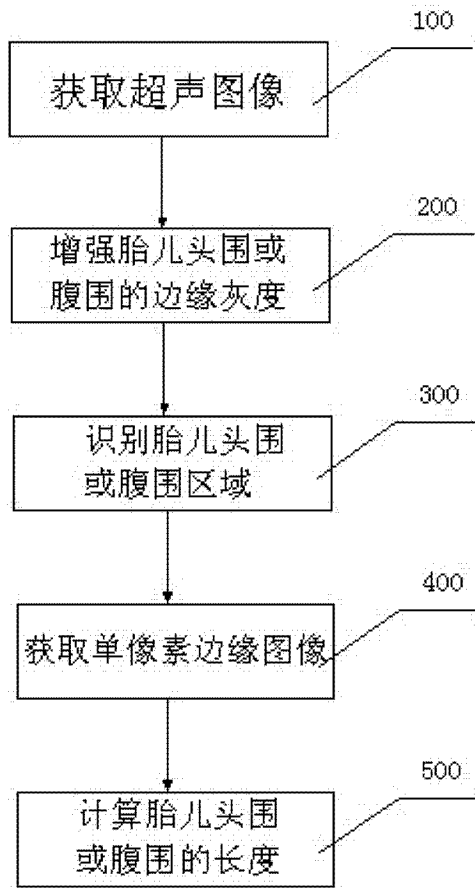 100
获取超声图像
200
增强胎儿头围或
腹围的边缘灰度
300
识别胎儿头围
或腹围区域
400
获取单像素边缘图像
500
计算胎儿头围
或腹围的长度